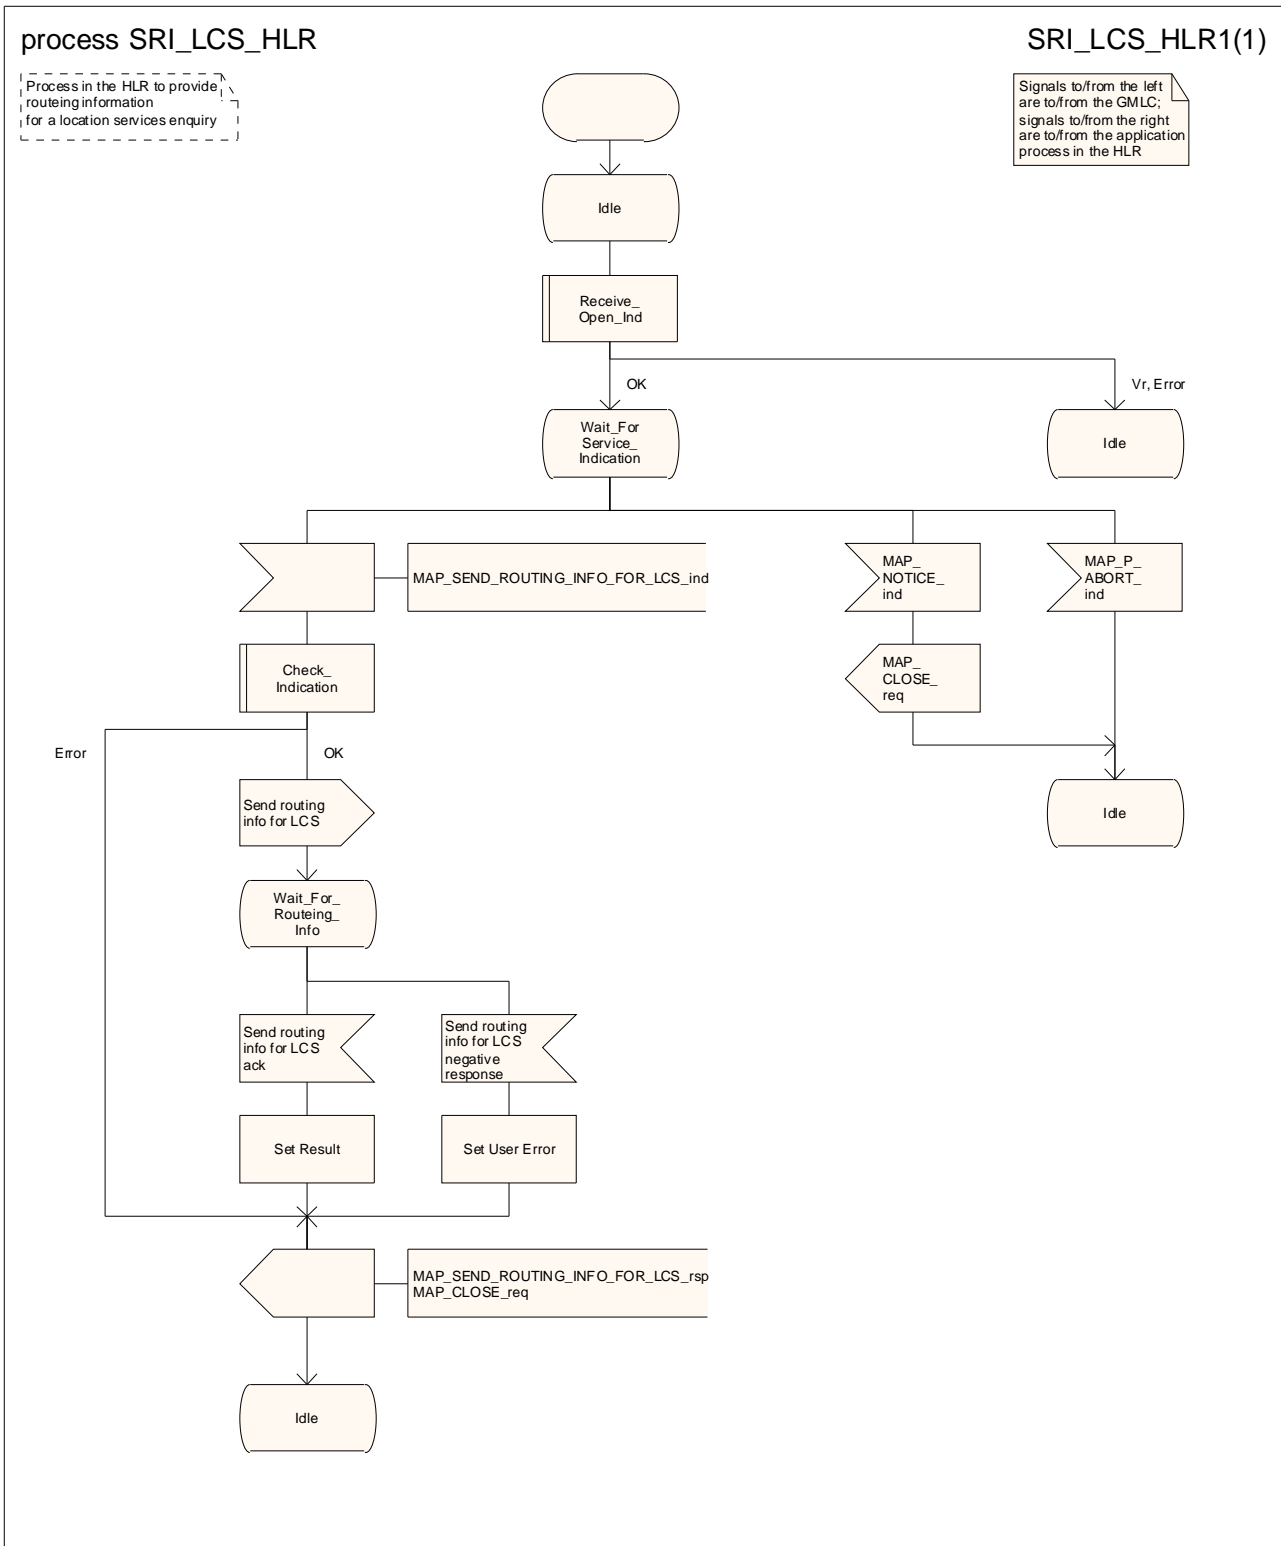 process SRI_LCS_HLR
SRI_LCS_HLR1(1)
Process in the HLR to provide
routeing information
for a location services enquiry
Signals to/from the left
are to/from the GMLC;
signals to/from the right
are to/from the application
process in the HLR
Idle
Receive_
Open_Ind
OK
Vr, Error
Wait_For
Service_
Indication
Idle
MAP_SEND_ROUTING_INFO_FOR_LCS_ind
MAP_
NOTICE_
ind
MAP_P_
ABORT_
ind
Check_
Indication
MAP_
CLOSE_
req
Error
OK
Send routing
info for LCS
Idle
Wait_For_
Routeing_
Info
Send routing
info for LCS
ack
Send routing
info for LCS
negative
response
Set Result
Set User Error
MAP_SEND_ROUTING_INFO_FOR_LCS_rsp
MAP_CLOSE_req
Idle